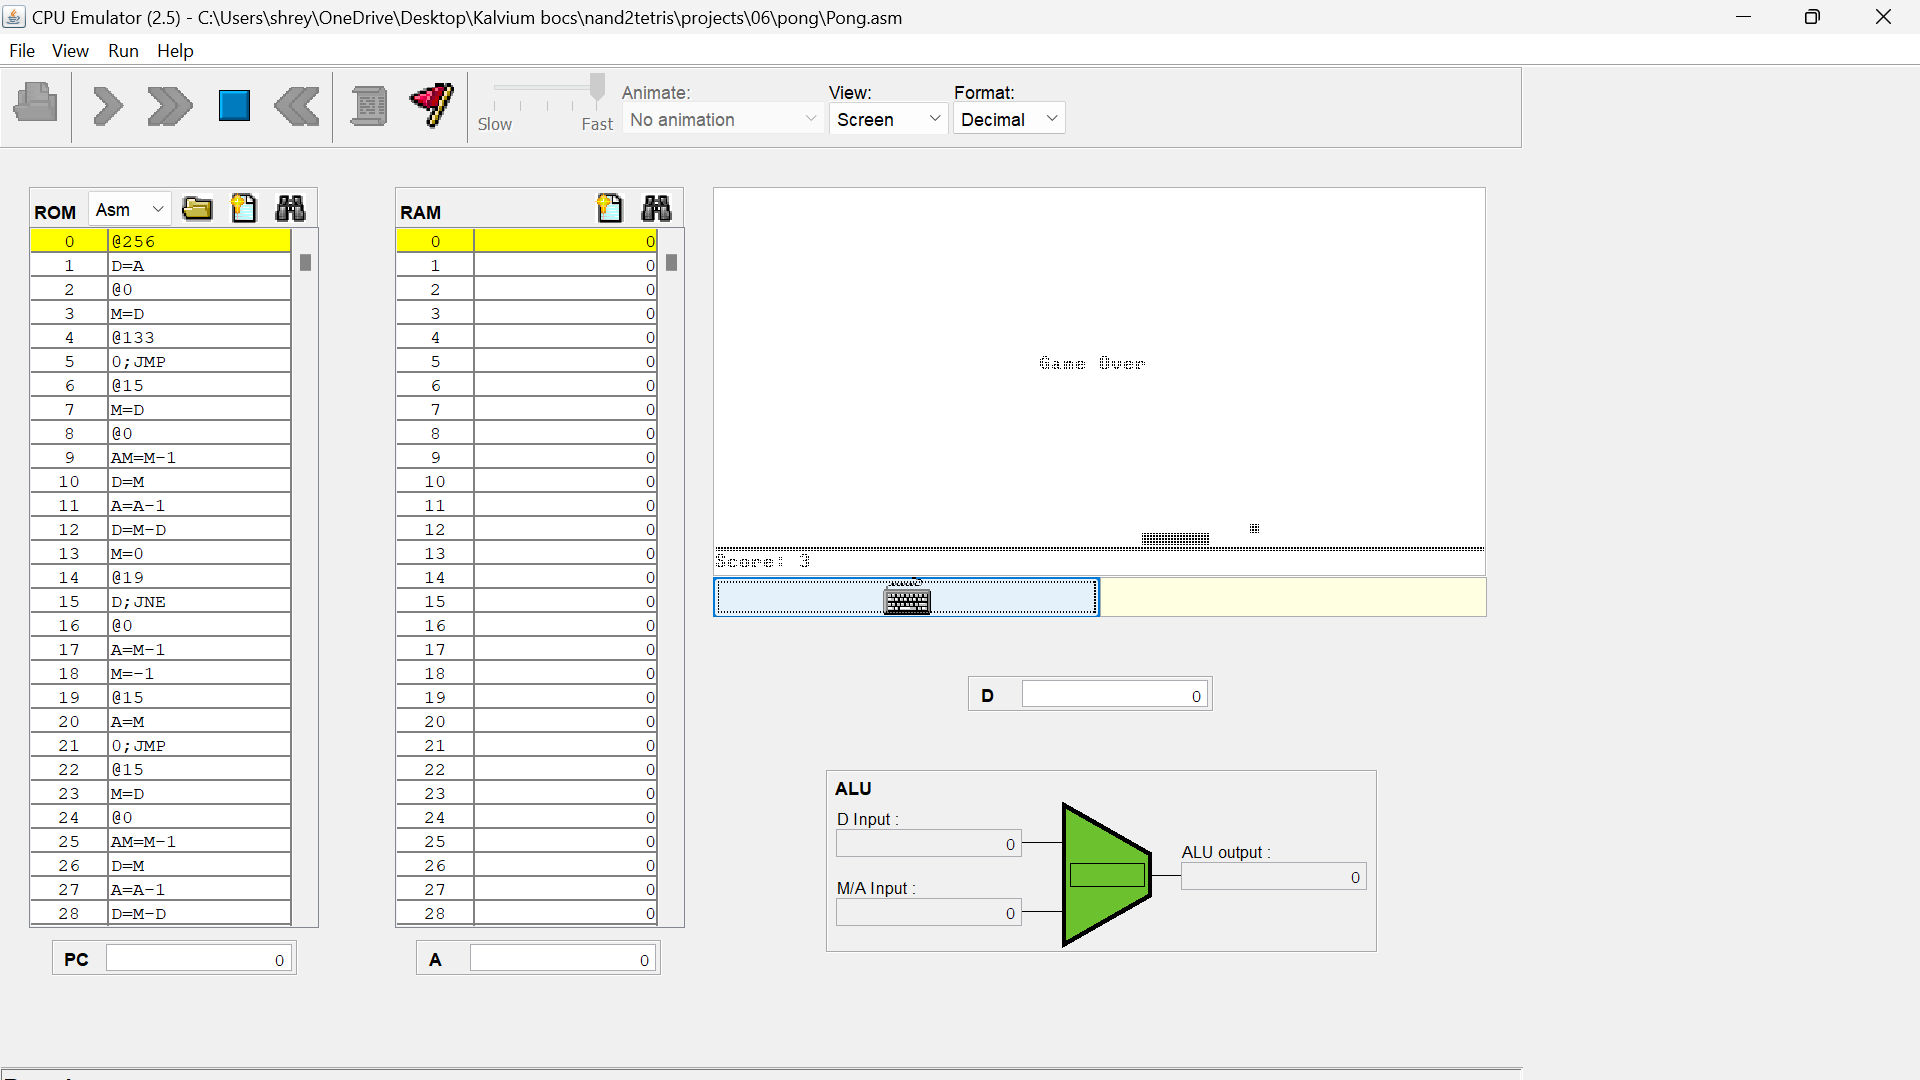 CPU Emulator (2.5) - C:\Users\shrey\OneDrive\Desktop\Kalvium bocs\nand2tetris\projects\06\pong\Pong.asm
File View Run Help
Slow Fast
Animate:
No animation
View:
Screen
Format:
Decimal
ROM Asm
0 @256
1 D=A
2 @0
3 M=D
4 @133
5 0;JMP
6 @15
7 M=D
8 @0
9 AM=M-1
10 D=M
11 A=A-1
12 D=M-D
13 M=0
14 @19
15 D;JNE
16 @0
17 A=M-1
18 M=-1
19 @15
20 A=M
21 0;JMP
22 @15
23 M=D
24 @0
25 AM=M-1
26 D=M
27 A=A-1
28 D=M-D
PC 0
RAM
0 0
1 0
2 0
3 0
4 0
5 0
6 0
7 0
8 0
9 0
10 0
11 0
12 0
13 0
14 0
15 0
16 0
17 0
18 0
19 0
20 0
21 0
22 0
23 0
24 0
25 0
26 0
27 0
28 0
A 0
Game Over
Score: 3
D 0
ALU
D Input :
0
M/A Input :
0
ALU output :
0